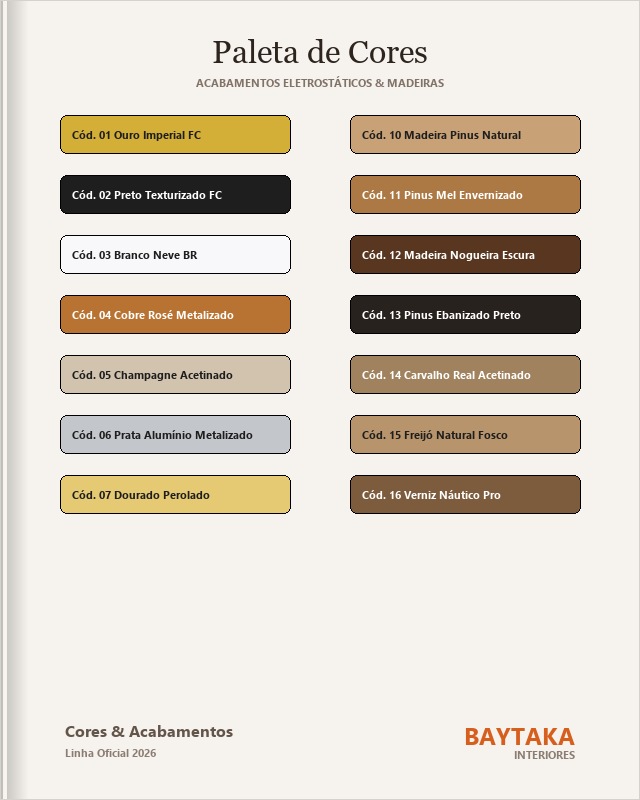 Paleta de Cores
ACABAMENTOS ELETROSTÁTICOS & MADEIRAS
Cód. 01 Ouro Imperial FC
Cód. 02 Preto Texturizado FC
Cód. 03 Branco Neve BR
Cód. 04 Cobre Rosé Metalizado
Cód. 05 Champagne Acetinado
Cód. 06 Prata Alumínio Metalizado
Cód. 07 Dourado Perolado
Cód. 10 Madeira Pinus Natural
Cód. 11 Pinus Mel Envernizado
Cód. 12 Madeira Nogueira Escura
Cód. 13 Pinus Ebanizado Preto
Cód. 14 Carvalho Real Acetinado
Cód. 15 Freijó Natural Fosco
Cód. 16 Verniz Náutico Pro
Cores & Acabamentos
Linha Oficial 2026
BAYTAKA
INTERIORES